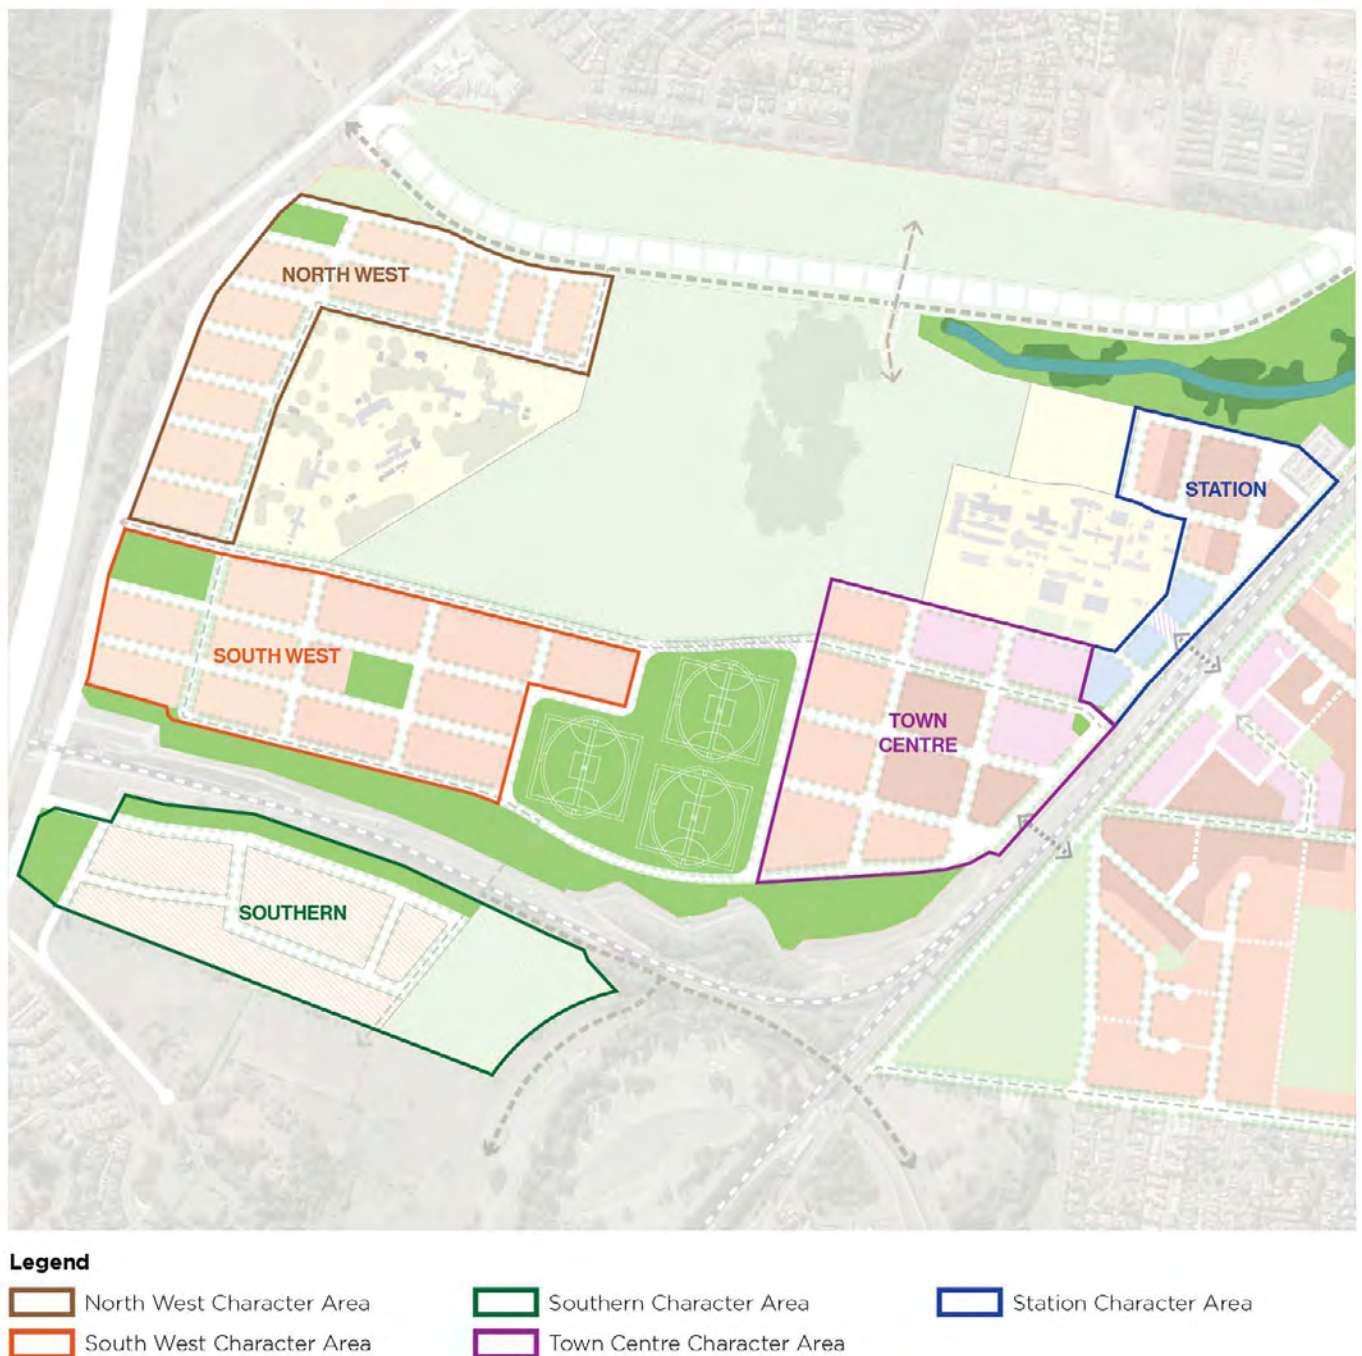 NORTH WEST
STATION
SOUTH WEST
TOWN
CENTRE
SOUTHERN
Legend
North West Character Area
Southern Character Area
Station Character Area
South West Character Area
Town Centre Character Area